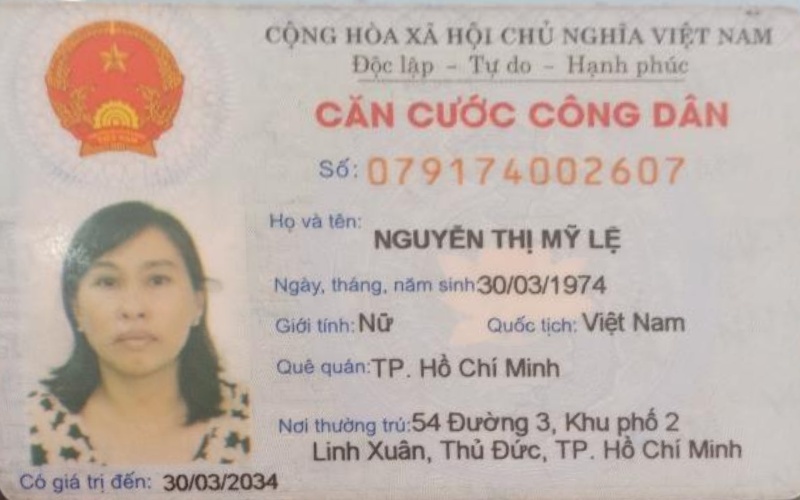 CỘNG HÒA XÃ HỘI CHỦ NGHĨA VIỆT NAM
Độc lập - Tự do - Hạnh phúc
CĂN CƯỚC CÔNG DÂN
Số: 079174002607
Họ và tên: NGUYỄN THỊ MỸ LỆ
Ngày, tháng, năm sinh: 30/03/1974
Giới tính: Nữ Quốc tịch: Việt Nam
Quê quán: TP. Hồ Chí Minh
Nơi thường trú: 54 Đường 3, Khu phố 2
Linh Xuân, Thủ Đức, TP. Hồ Chí Minh
Có giá trị đến: 30/03/2034